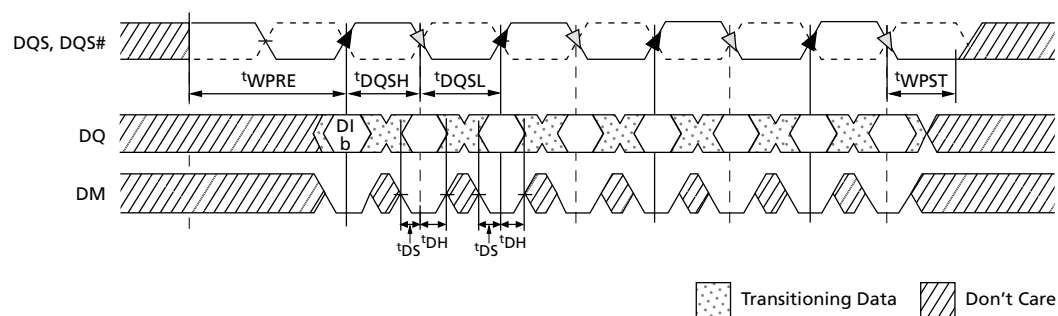 DQS, DQS#
tWPRE tDQSH tDQSL tWPST
DQ
DI
b
DM
tDS tDH tDS tDH
Transitioning Data Don't Care